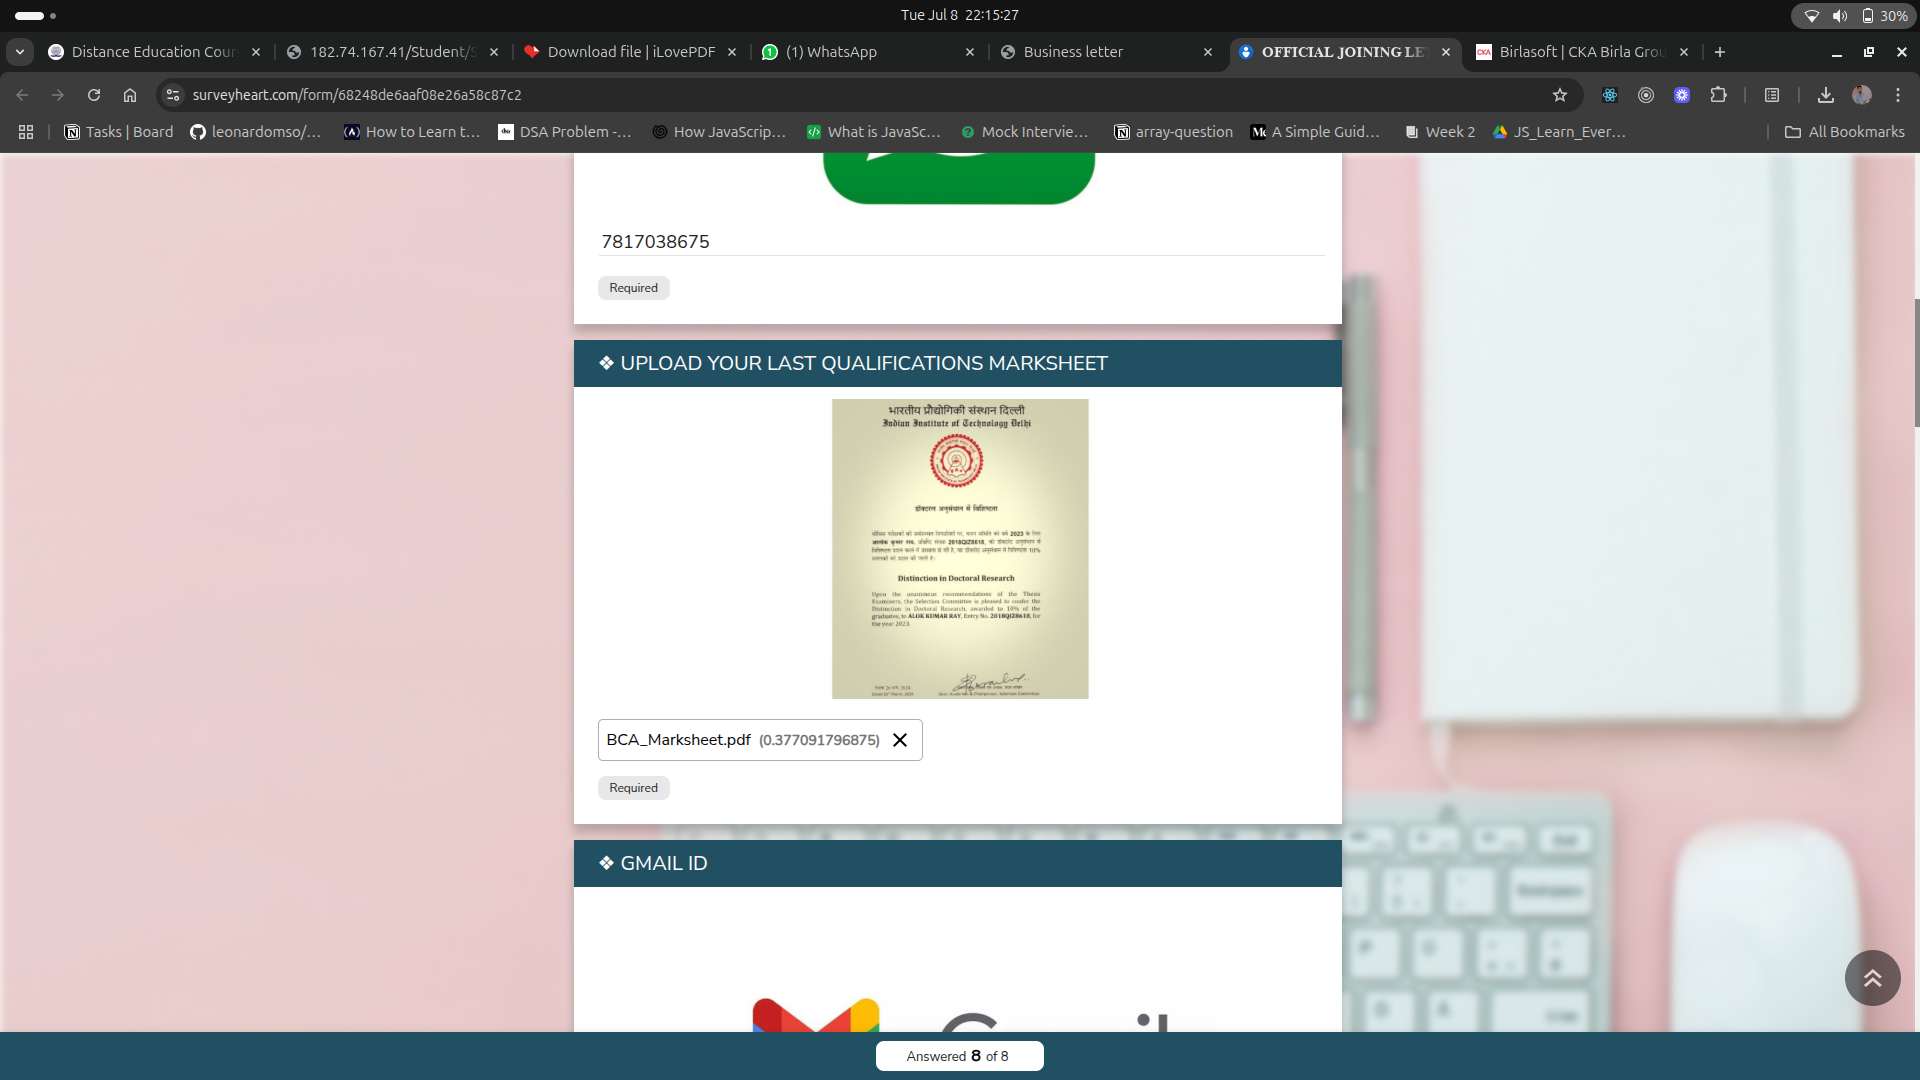 Tue Jul 8 22:15:27
30%
Distance Education Cour
182.74.167.41/Student/S
Download file | iLovePDF
(1) WhatsApp
Business letter
OFFICIAL JOINING LE
Birlasoft | CKA Birla Grou
surveyheart.com/form/68248de6aaf08e26a58c87c2
Tasks | Board
leonardomso/...
How to Learn t...
DSA Problem -...
How JavaScrip...
What is JavaSc...
Mock Intervie...
array-question
A Simple Guid...
Week 2
JS_Learn_Ever...
All Bookmarks
7817038675
Required
❖ UPLOAD YOUR LAST QUALIFICATIONS MARKSHEET
भारतीय प्रौद्योगिकी संस्थान दिल्ली
Indian Institute of Technology Delhi
डॉक्टरल अनुसंधान में विशिष्टता
Distinction in Doctoral Research
Upon the unanimous recommendations of the Thesis
Examiners, the Selection Committee is pleased to confer the
Distinction in Doctoral Research, awarded to 10% of the
graduates, to ALOK KUMAR RAY, Entry No. 2018QIZ8618, for
the year 2023.
BCA_Marksheet.pdf (0.377091796875)
Required
❖ GMAIL ID
Answered 8 of 8